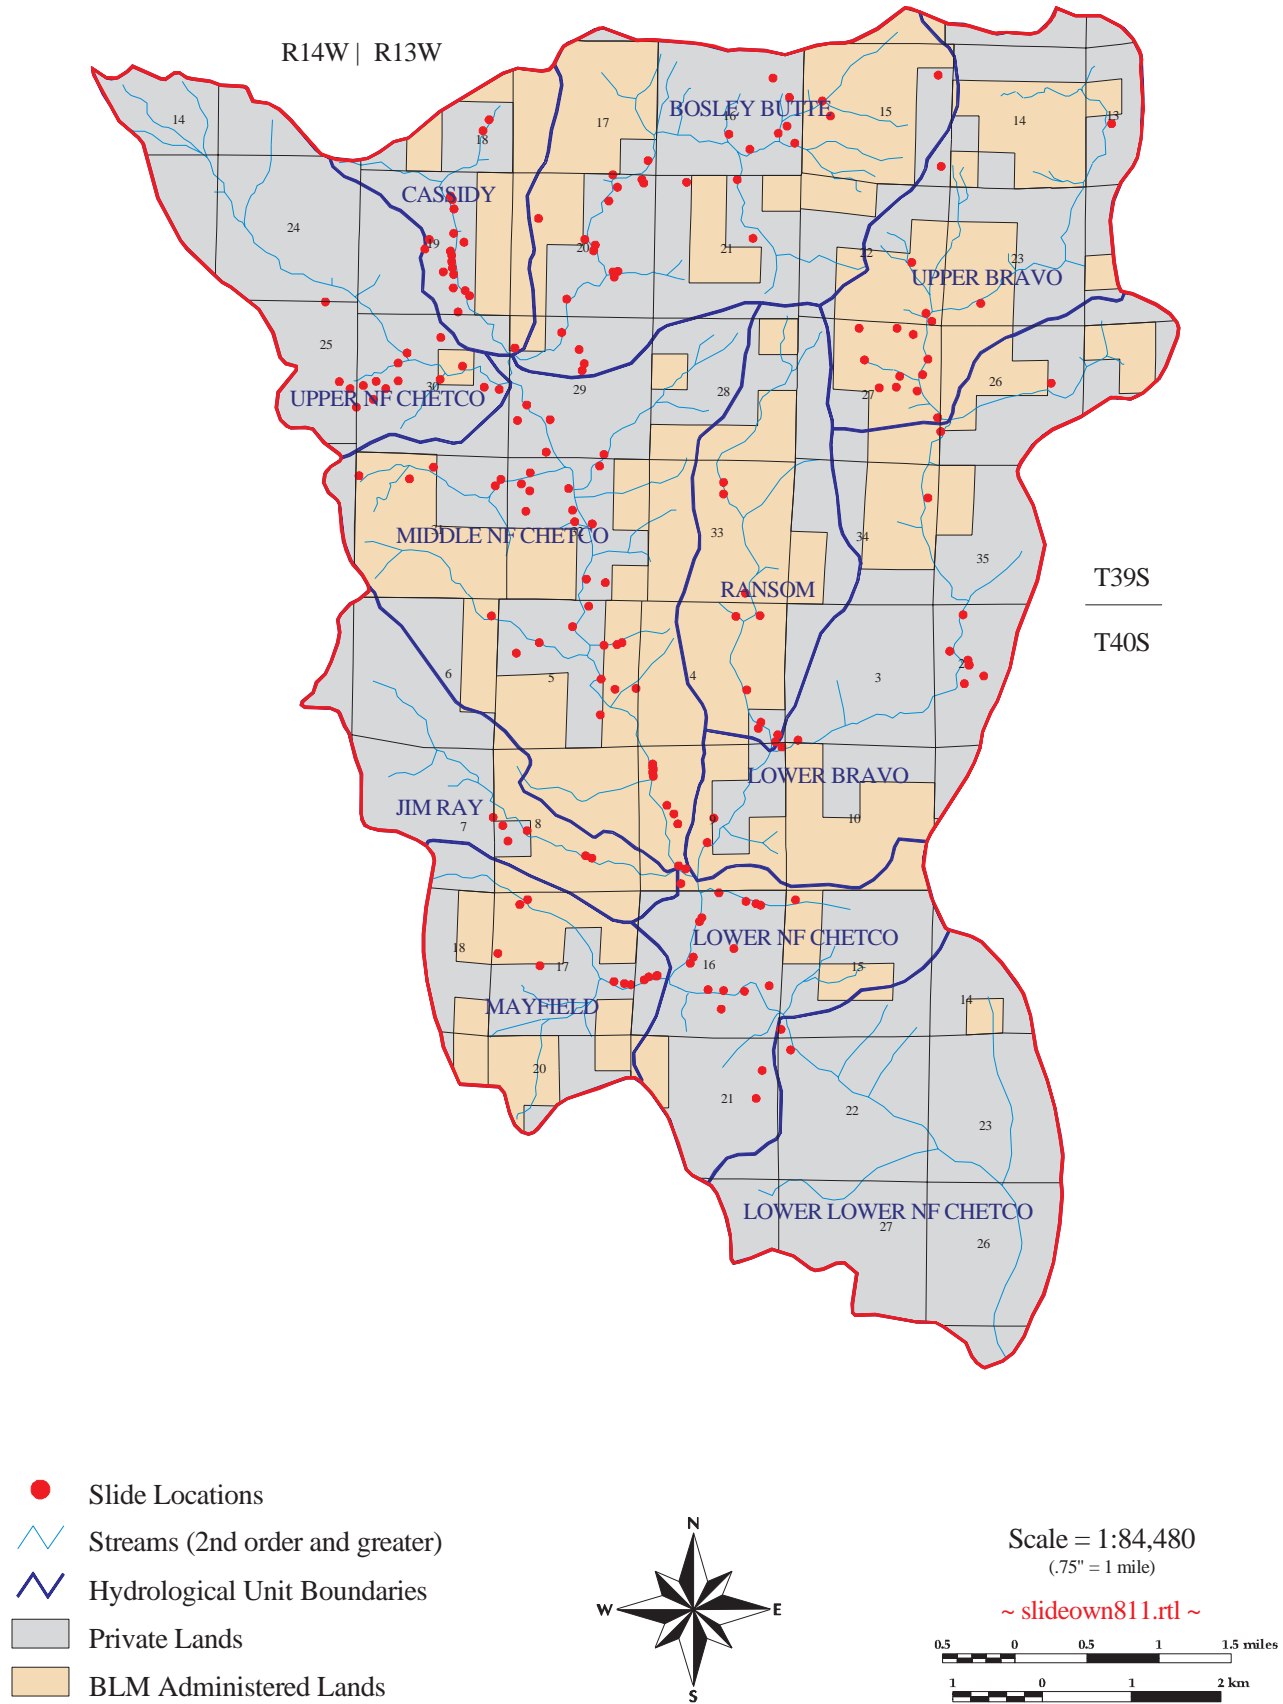 R14W | R13W
14
18
17
BOSLEY BUTTE
16
15
14
13
CASSIDY
24
19
20
21
22
23
UPPER BRAVO
25
30
29
28
27
26
UPPER NF CHETCO
31
MIDDLE NF CHETCO
32
33
34
35
RANSOM
T39S
T40S
6
5
4
3
2
LOWER BRAVO
JIM RAY
7
8
9
10
18
17
LOWER NF CHETCO
16
15
14
MAYFIELD
20
21
22
23
LOWER LOWER NF CHETCO
27
26
Slide Locations
Streams (2nd order and greater)
Hydrological Unit Boundaries
Private Lands
BLM Administered Lands
N
W
E
S
Scale = 1:84,480
(.75" = 1 mile)
~ slideown811.rtl ~
0.5 0 0.5 1 1.5 miles
1 0 1 2 km